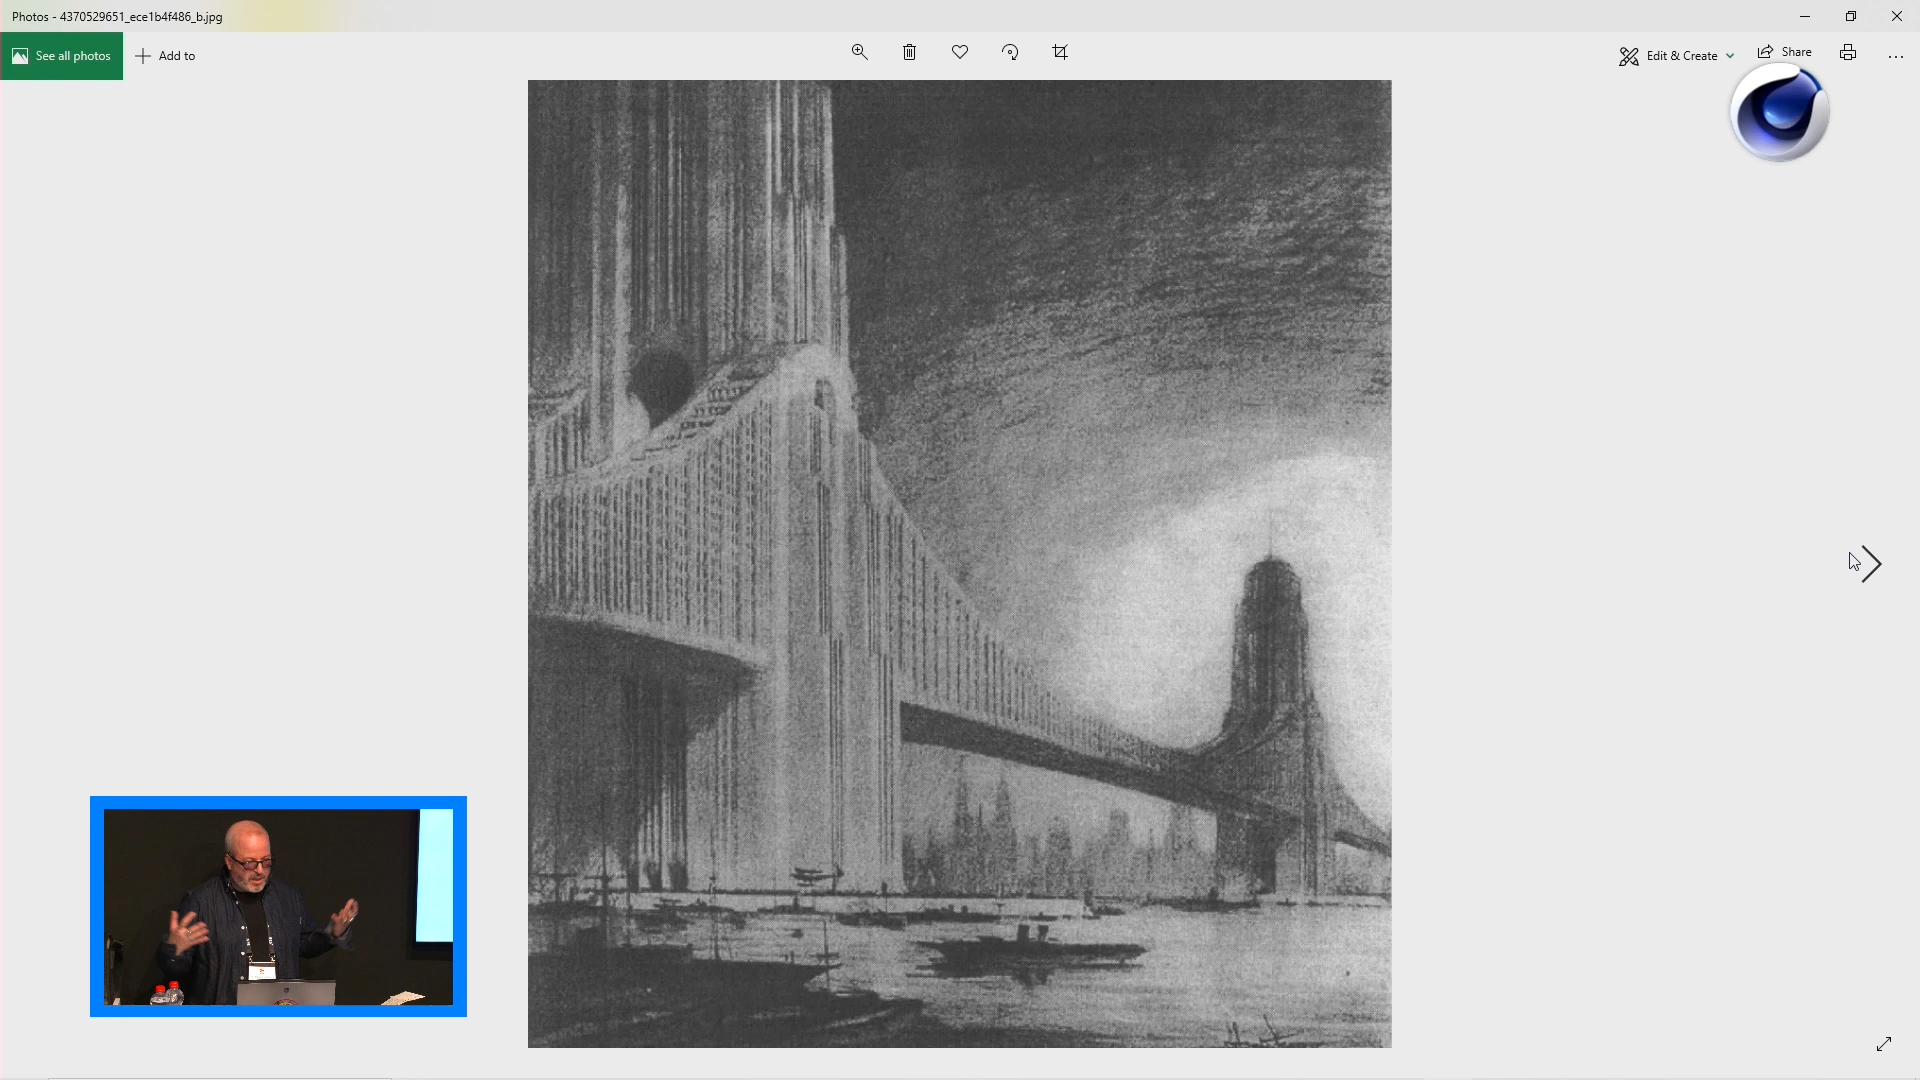 Photos - 4370529651_ece1b4f486_b.jpg
See all photos
Add to
Edit & Create
Share